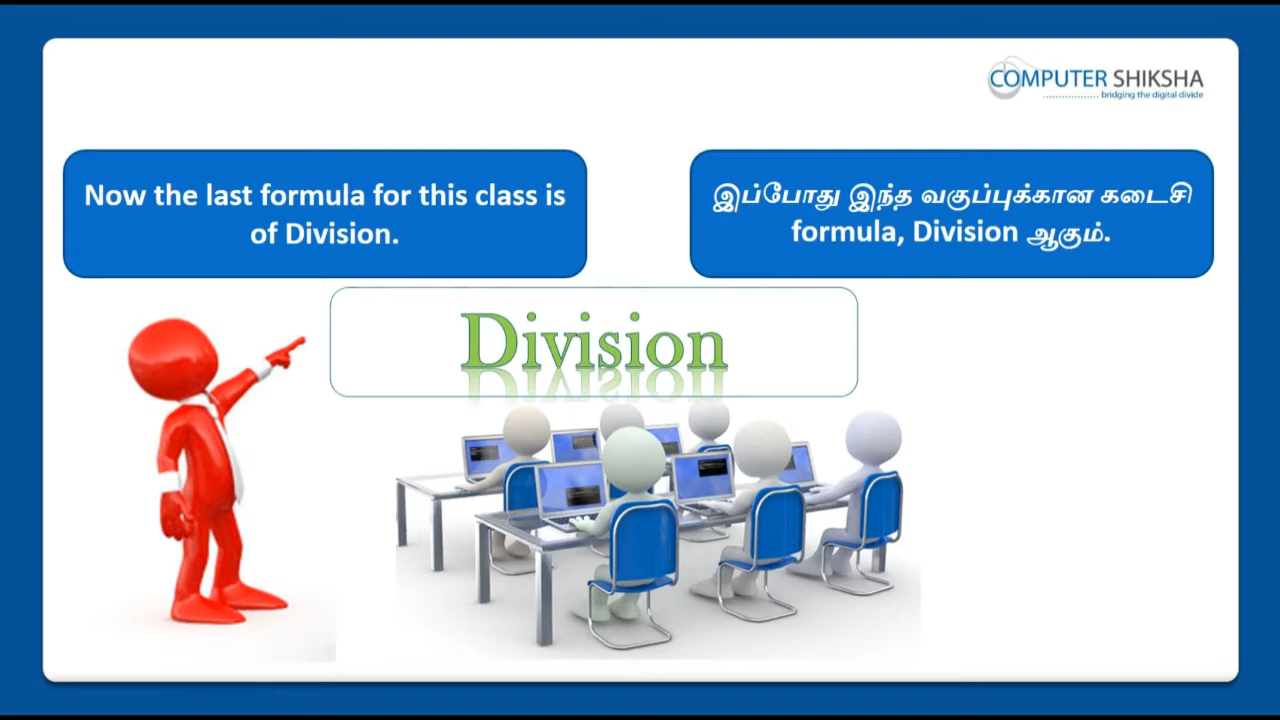 COMPUTER SHIKSHA
bridging the digital divide
Now the last formula for this class is
of Division.
இப்போது இந்த வகுப்புக்கான கடைசி
formula, Division ஆகும்.
Division